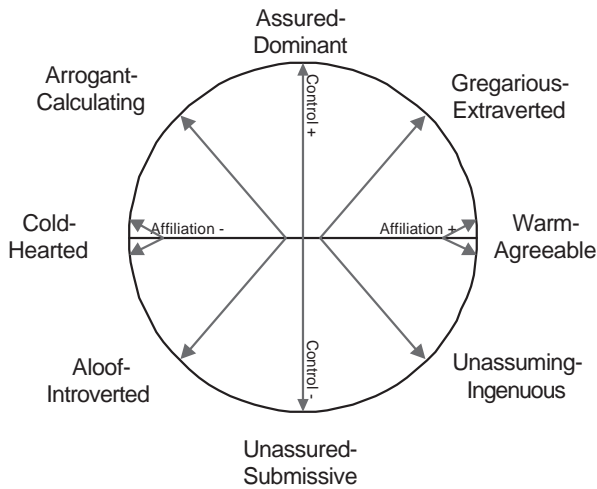 Assured-
Dominant
Arrogant-
Calculating
Gregarious-
Extraverted
Control +
Cold-
Hearted
Affiliation -
Affiliation +
Warm-
Agreeable
Control -
Aloof-
Introverted
Unassuming-
Ingenuous
Unassured-
Submissive